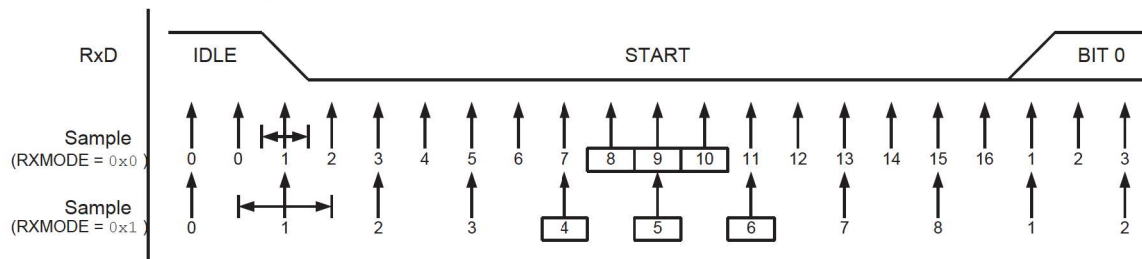 RxD IDLE START BIT 0
Sample
(RXMODE = 0x0 ) 0 0 1 2 3 4 5 6 7 8 9 10 11 12 13 14 15 16 1 2 3
Sample
(RXMODE = 0x1 ) 0 1 2 3 4 5 6 7 8 1 2